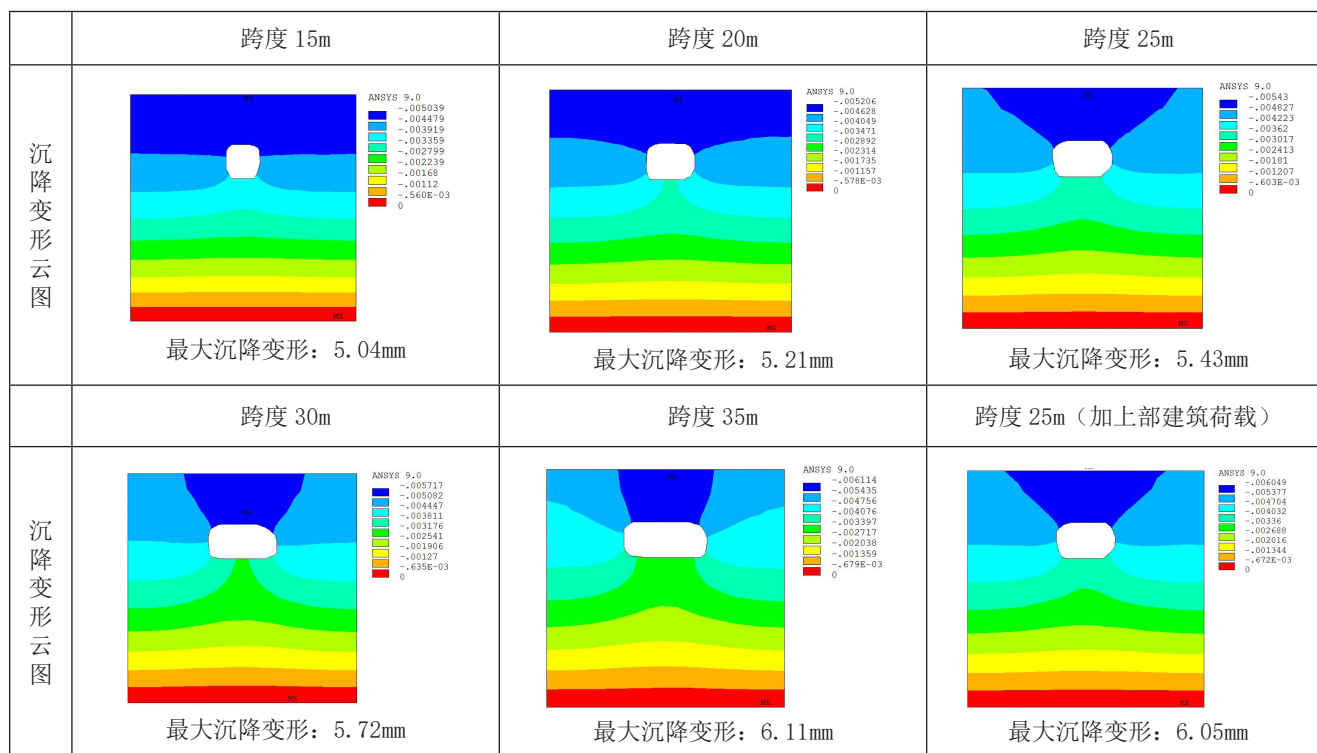 跨度 15m
跨度 20m
跨度 25m
沉降变形云图
ANSYS 9.0
-.005039
-.004479
-.003919
-.003359
-.002799
-.002239
-.00168
-.00112
-.560E-03
0
MX
最大沉降变形：5.04mm
ANSYS 9.0
-.005206
-.004628
-.004049
-.003471
-.002892
-.002314
-.001735
-.001157
-.578E-03
0
MX
最大沉降变形：5.21mm
ANSYS 9.0
-.00543
-.004827
-.004223
-.00362
-.003017
-.002413
-.00181
-.001207
-.603E-03
0
MX
最大沉降变形：5.43mm
跨度 30m
跨度 35m
跨度 25m（加上部建筑荷载）
沉降变形云图
ANSYS 9.0
-.005717
-.005082
-.004447
-.003811
-.003176
-.002541
-.001906
-.00127
-.635E-03
0
MX
最大沉降变形：5.72mm
ANSYS 9.0
-.006114
-.005435
-.004756
-.004076
-.003397
-.002717
-.002038
-.001359
-.679E-03
0
MX
最大沉降变形：6.11mm
ANSYS 9.0
-.006049
-.005377
-.004704
-.004032
-.00336
-.002688
-.002016
-.001344
-.672E-03
0
MX
最大沉降变形：6.05mm